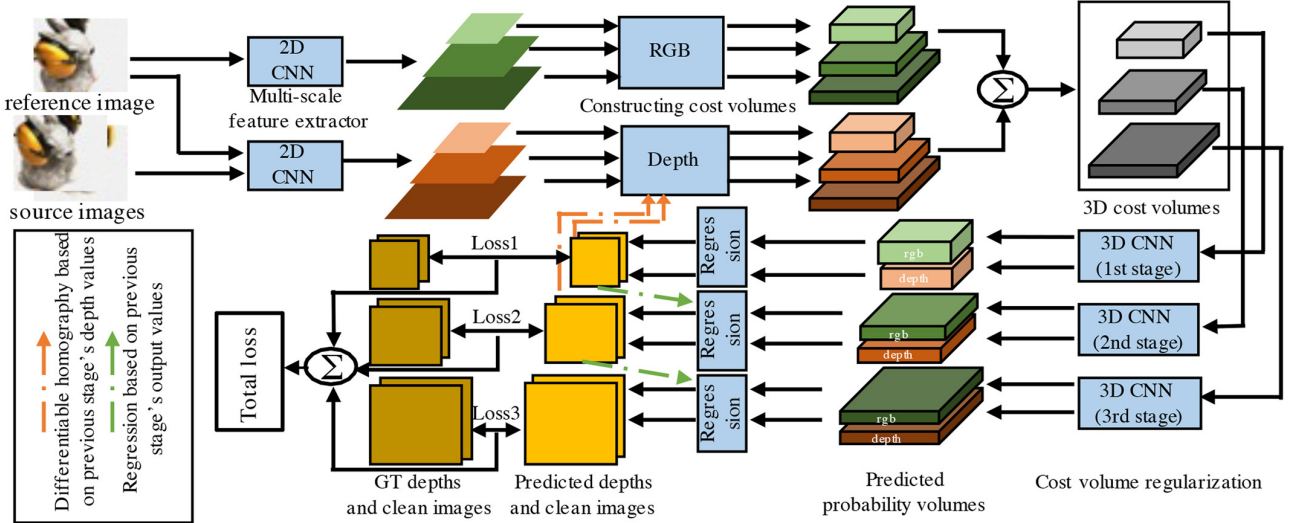 reference image
source images
2D
CNN
Multi-scale
feature extractor
2D
CNN
RGB
Constructing cost volumes
Depth
Σ
3D cost volumes
Differentiable homography based
on previous stage's depth values
Regression based on previous
stage's output values
Total loss
Σ
Loss1
Loss2
Loss3
GT depths
and clean images
Predicted depths
and clean images
Regres
sion
Regres
sion
Regres
sion
rgb
depth
rgb
depth
rgb
depth
Predicted
probability volumes
3D CNN
(1st stage)
3D CNN
(2nd stage)
3D CNN
(3rd stage)
Cost volume regularization